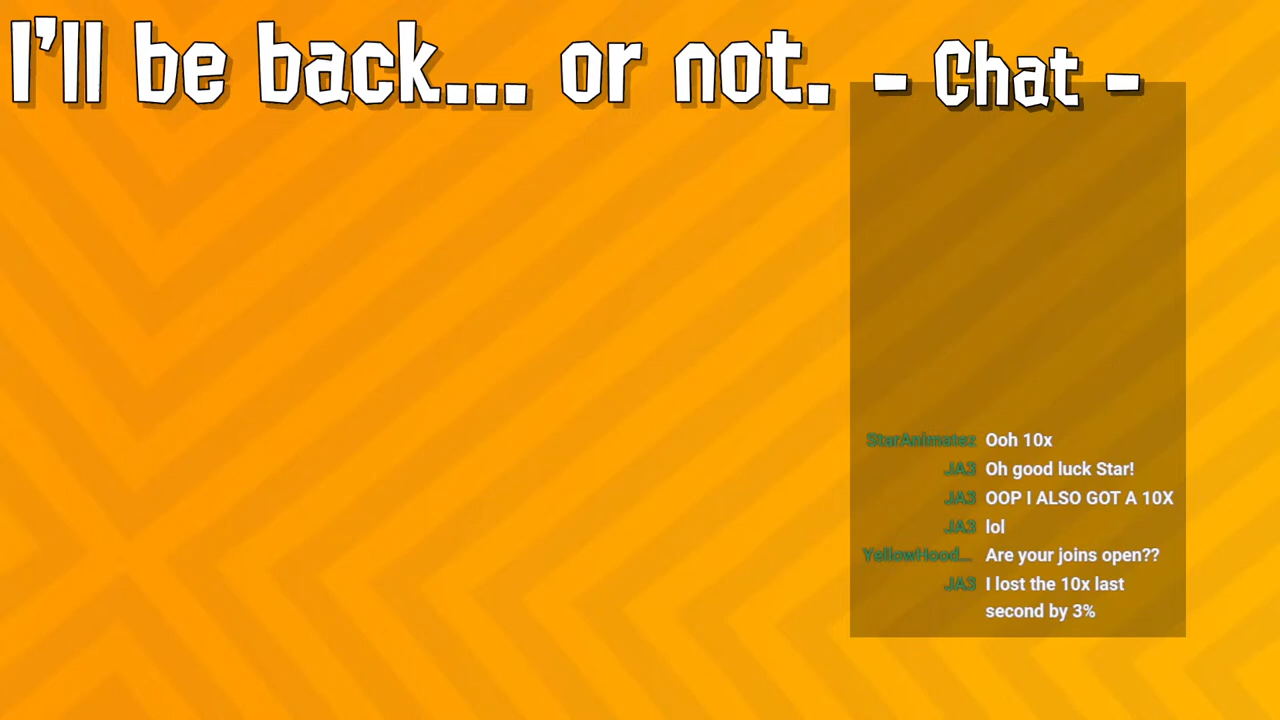 I'll be back... or not.
- Chat -
StarAnimatez Ooh 10x
JA3 Oh good luck Star!
JA3 OOP I ALSO GOT A 10X
JA3 lol
YellowHood... Are your joins open??
JA3 I lost the 10x last
second by 3%